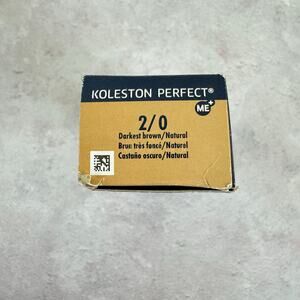 KOLESTON PERFECT®
ME+
2/0
Darkest brown/Natural
Brun très foncé/Naturel
Castaño oscuro/Natural